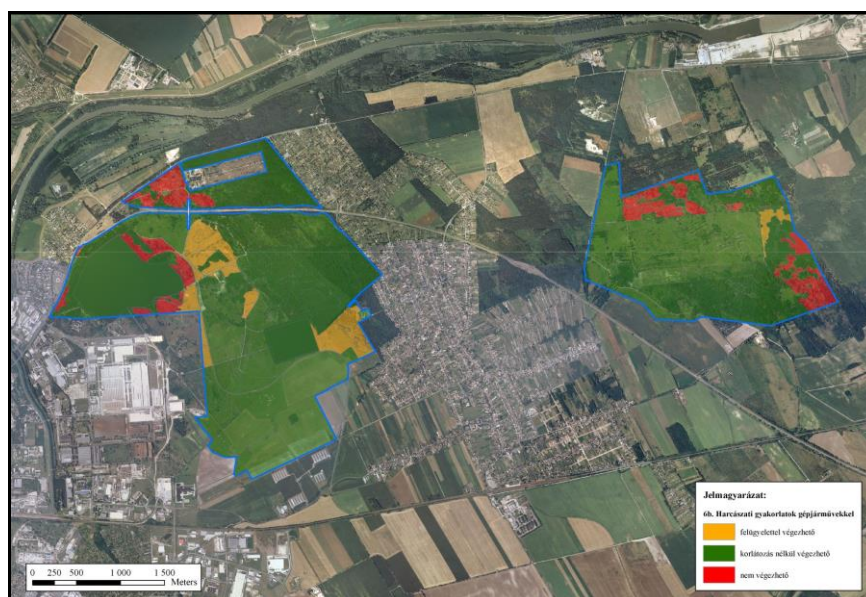 Jelmagyarázat:
6b. Harcászati gyakorlatok gépjárművekkel
felügyelettel végezhető
korlátozás nélkül végezhető
nem végezhető
0 250 500 1 000 1 500
Meters